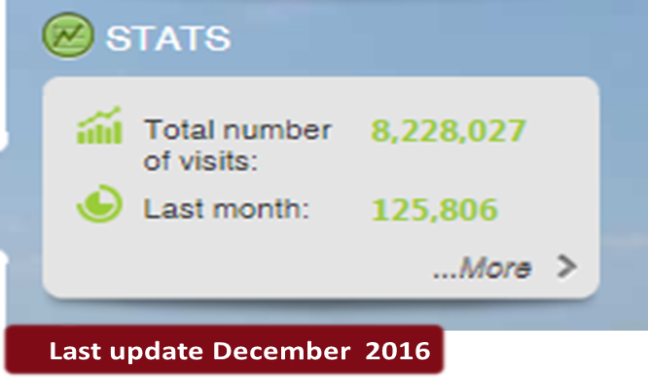 STATS
Total number 8,228,027
of visits:
Last month: 125,806
...More >
Last update December 2016